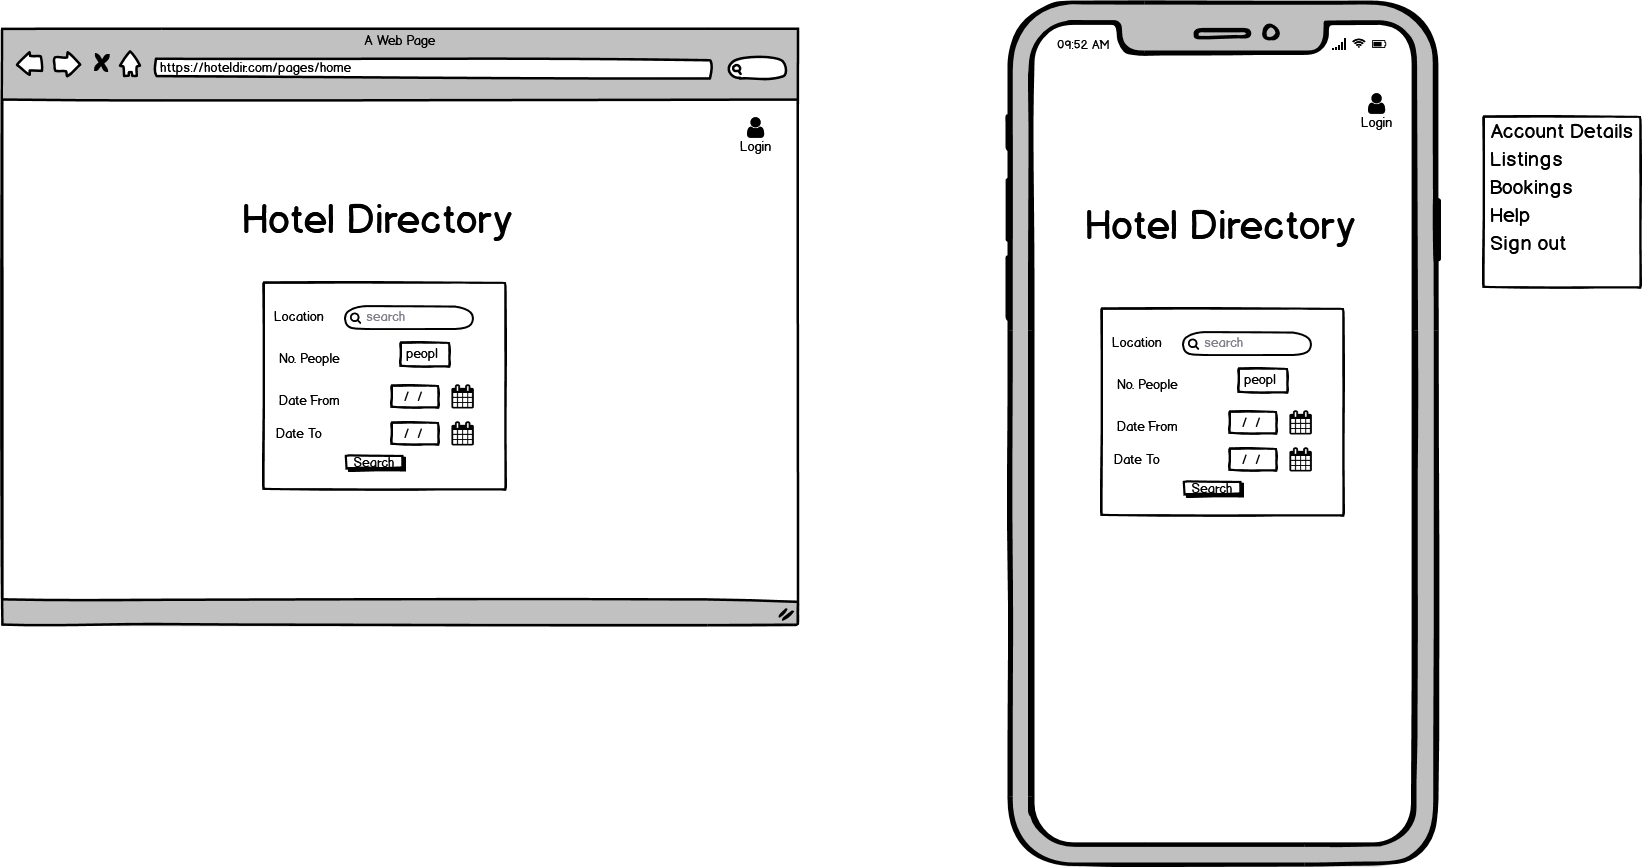 A Web Page
https://hoteldir.com/pages/home
Login
Hotel Directory
Location search
No. People peopl
Date From / /
Date To / /
Search
09:52 AM
Login
Hotel Directory
Location search
No. People peopl
Date From / /
Date To / /
Search
Account Details
Listings
Bookings
Help
Sign out